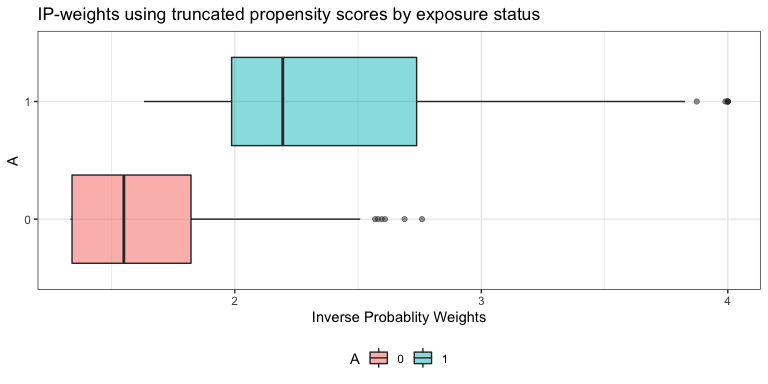 IP-weights using truncated propensity scores by exposure status
1
A
0
2 3 4
Inverse Probablity Weights
A 0 1